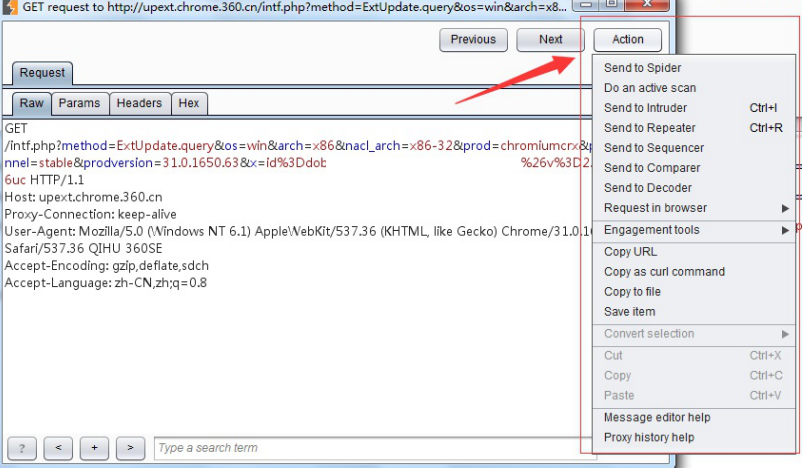 GET request to http://upext.chrome.360.cn/intf.php?method=ExtUpdate.query&os=win&arch=x8...
Previous Next Action
Request
Raw Params Headers Hex
GET
/intf.php?method=ExtUpdate.query&os=win&arch=x86&nacl_arch=x86-32&prod=chromiumcrx&
nnel=stable&prodversion=31.0.1650.63&x=id%3Ddob %26v%3D2.
6uc HTTP/1.1
Host: upext.chrome.360.cn
Proxy-Connection: keep-alive
User-Agent: Mozilla/5.0 (Windows NT 6.1) AppleWebKit/537.36 (KHTML, like Gecko) Chrome/31.0.1
Safari/537.36 QIHU 360SE
Accept-Encoding: gzip,deflate,sdch
Accept-Language: zh-CN,zh;q=0.8
? < + > Type a search term
Send to Spider
Do an active scan
Send to Intruder Ctrl+I
Send to Repeater Ctrl+R
Send to Sequencer
Send to Comparer
Send to Decoder
Request in browser
Engagement tools
Copy URL
Copy as curl command
Copy to file
Save item
Convert selection
Cut Ctrl+X
Copy Ctrl+C
Paste Ctrl+V
Message editor help
Proxy history help